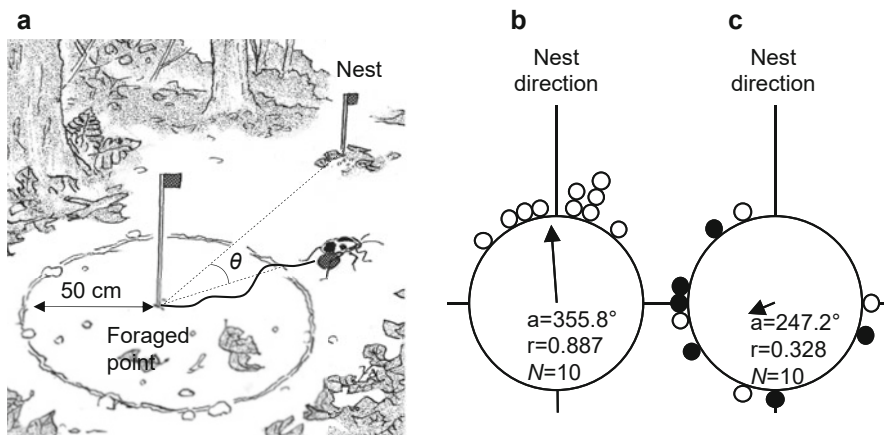 a
Nest
θ
50 cm
Foraged
point
b
Nest
direction
a=355.8°
r=0.887
N=10
c
Nest
direction
a=247.2°
r=0.328
N=10